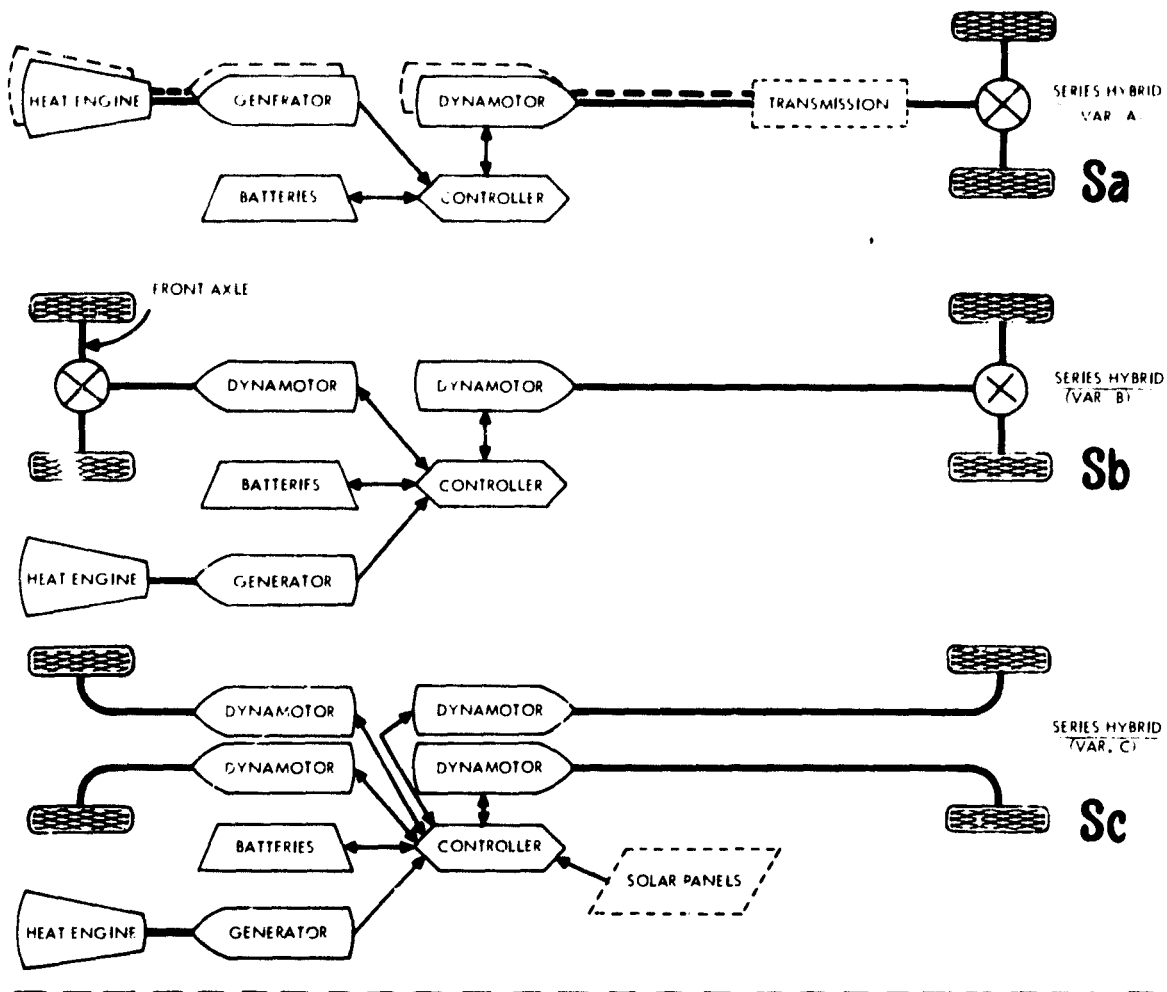 HEAT ENGINE
GENERATOR
DYNAMOTOR
TRANSMISSION
SERIES HYBRID
VAR A
Sa
BATTERIES
CONTROLLER
FRONT AXLE
DYNAMOTOR
DYNAMOTOR
SERIES HYBRID
(VAR B)
Sb
BATTERIES
CONTROLLER
HEAT ENGINE
GENERATOR
DYNAMOTOR
DYNAMOTOR
SERIES HYBRID
(VAR. C)
DYNAMOTOR
DYNAMOTOR
Sc
BATTERIES
CONTROLLER
SOLAR PANELS
HEAT ENGINE
GENERATOR